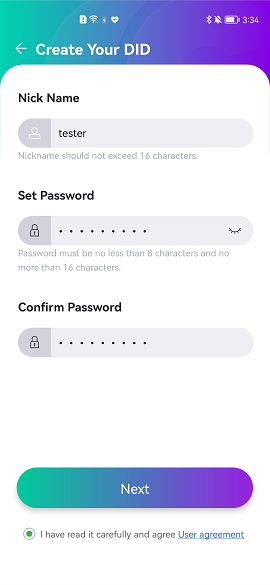 3:34
Create Your DID
Nick Name
tester
Nickname should not exceed 16 characters.
Set Password
Password must be no less than 8 characters and no
more than 16 characters.
Confirm Password
Next
I have read it carefully and agree User agreement